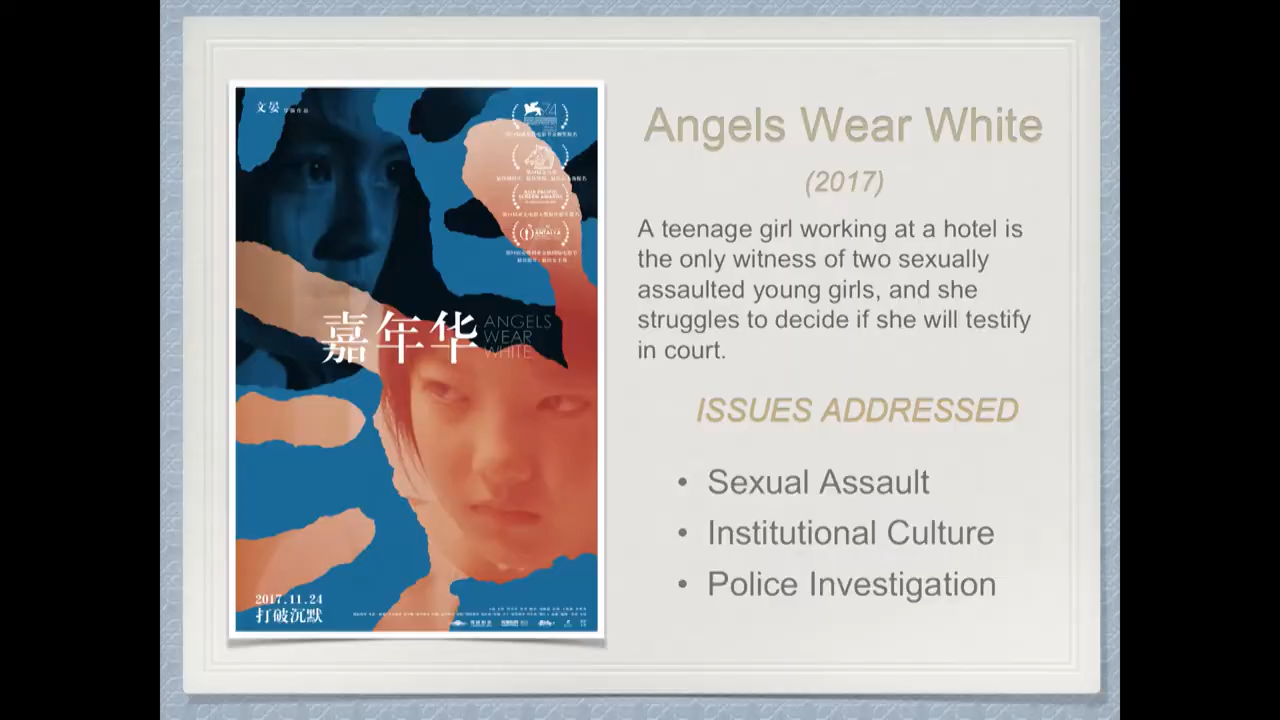 文晏
嘉年华
ANGELS
WEAR
WHITE
2017.11.24
打破沉默
Angels Wear White
(2017)
A teenage girl working at a hotel is
the only witness of two sexually
assaulted young girls, and she
struggles to decide if she will testify
in court.
ISSUES ADDRESSED
• Sexual Assault
• Institutional Culture
• Police Investigation